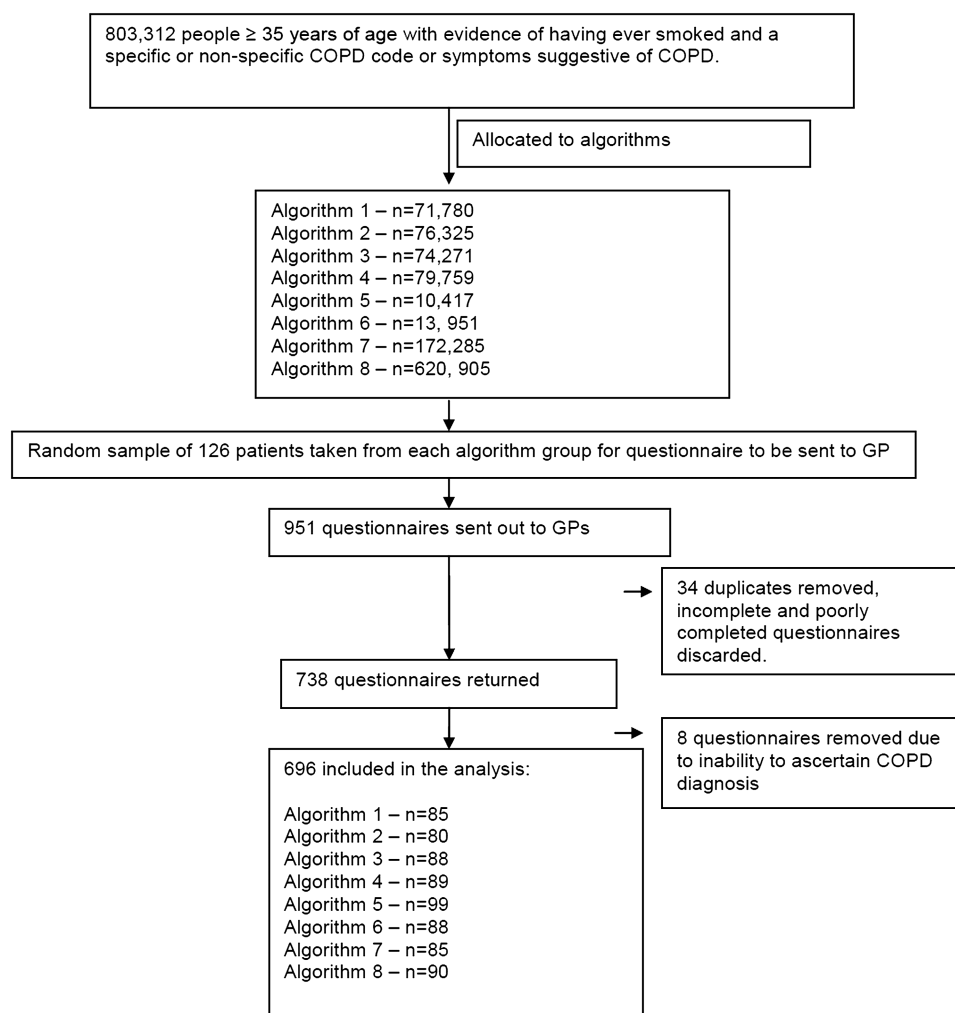 803,312 people ≥ 35 years of age with evidence of having ever smoked and a
specific or non-specific COPD code or symptoms suggestive of COPD.
Allocated to algorithms
Algorithm 1 – n=71,780
Algorithm 2 – n=76,325
Algorithm 3 – n=74,271
Algorithm 4 – n=79,759
Algorithm 5 – n=10,417
Algorithm 6 – n=13, 951
Algorithm 7 – n=172,285
Algorithm 8 – n=620, 905
Random sample of 126 patients taken from each algorithm group for questionnaire to be sent to GP
951 questionnaires sent out to GPs
34 duplicates removed,
incomplete and poorly
completed questionnaires
discarded.
738 questionnaires returned
8 questionnaires removed due
to inability to ascertain COPD
diagnosis
696 included in the analysis:
Algorithm 1 – n=85
Algorithm 2 – n=80
Algorithm 3 – n=88
Algorithm 4 – n=89
Algorithm 5 – n=99
Algorithm 6 – n=88
Algorithm 7 – n=85
Algorithm 8 – n=90